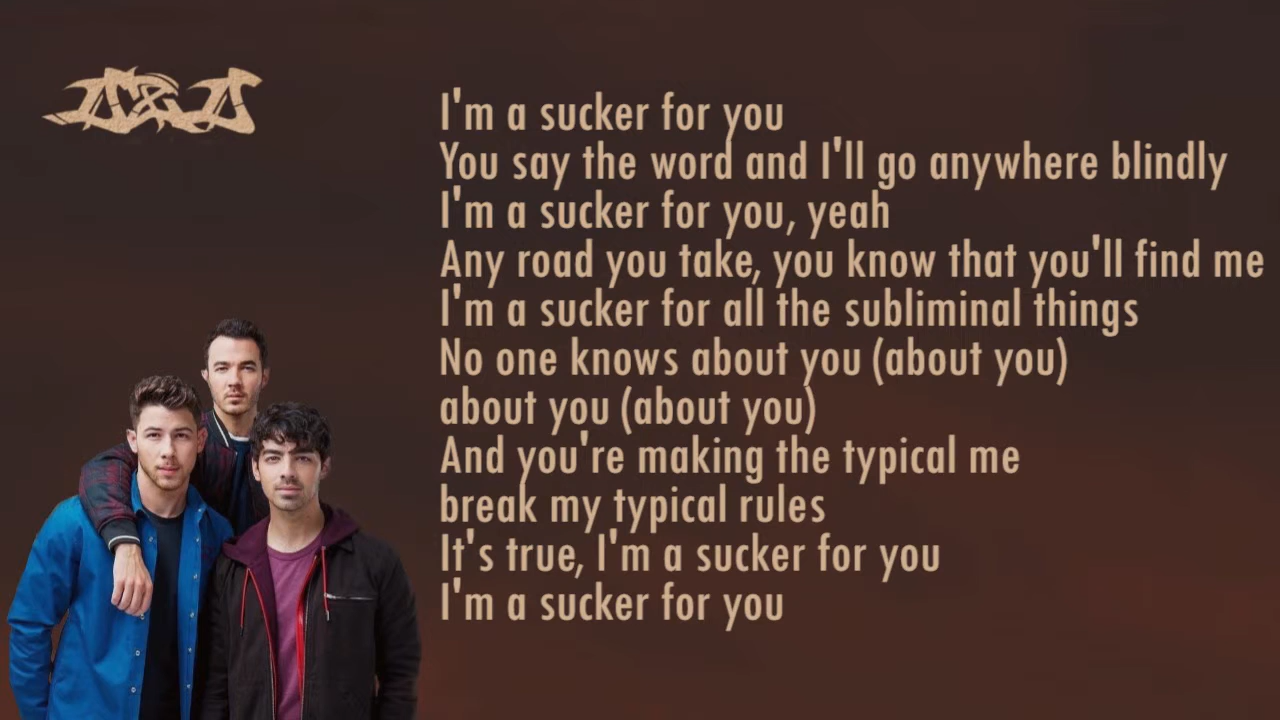 I'm a sucker for you
You say the word and I'll go anywhere blindly
I'm a sucker for you, yeah
Any road you take, you know that you'll find me
I'm a sucker for all the subliminal things
No one knows about you (about you)
about you (about you)
And you're making the typical me
break my typical rules
It's true, I'm a sucker for you
I'm a sucker for you